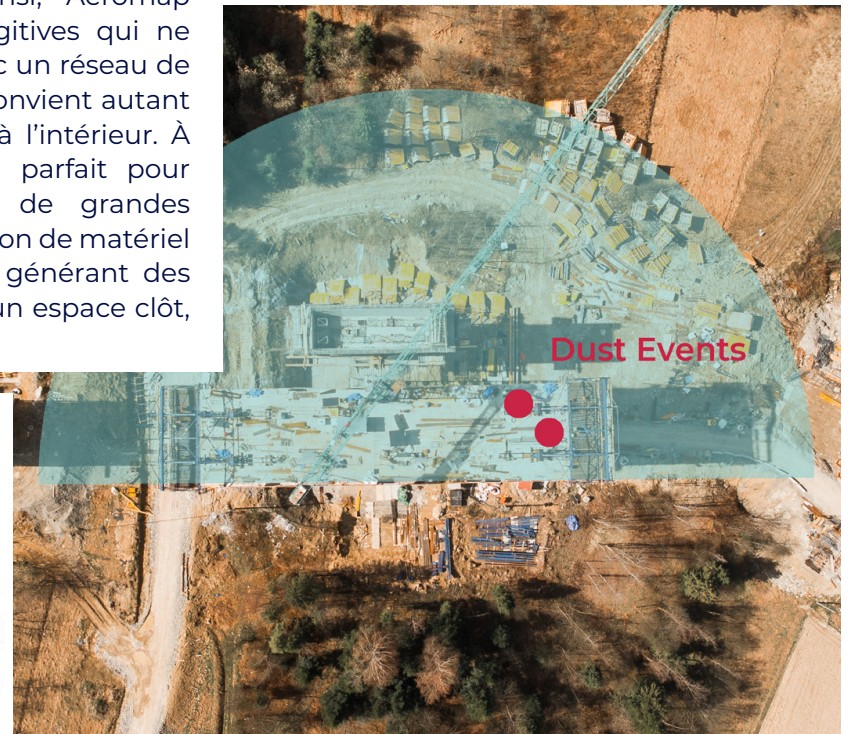 Aeromap
gitives qui ne
un réseau de
onvient autant
à l'intérieur. À
parfait pour
de grandes
on de matériel
générant des
un espace clôt,
Dust Events